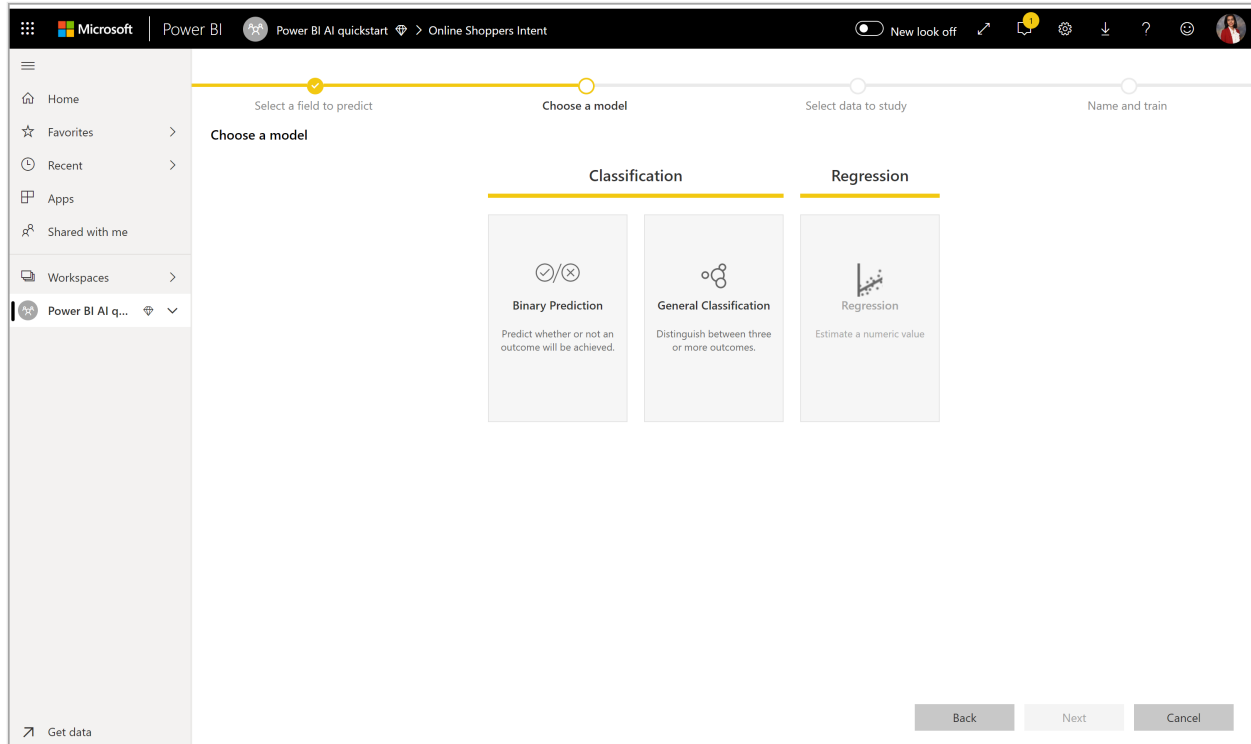 Microsoft Power BI Power BI AI quickstart > Online Shoppers Intent New look off 1
Home
Favorites
Recent
Apps
Shared with me
Workspaces
Power BI AI q...
Get data
Select a field to predict Choose a model Select data to study Name and train
Choose a model
Classification Regression
Binary Prediction
Predict whether or not an
outcome will be achieved.
General Classification
Distinguish between three
or more outcomes.
Regression
Estimate a numeric value
Back Next Cancel